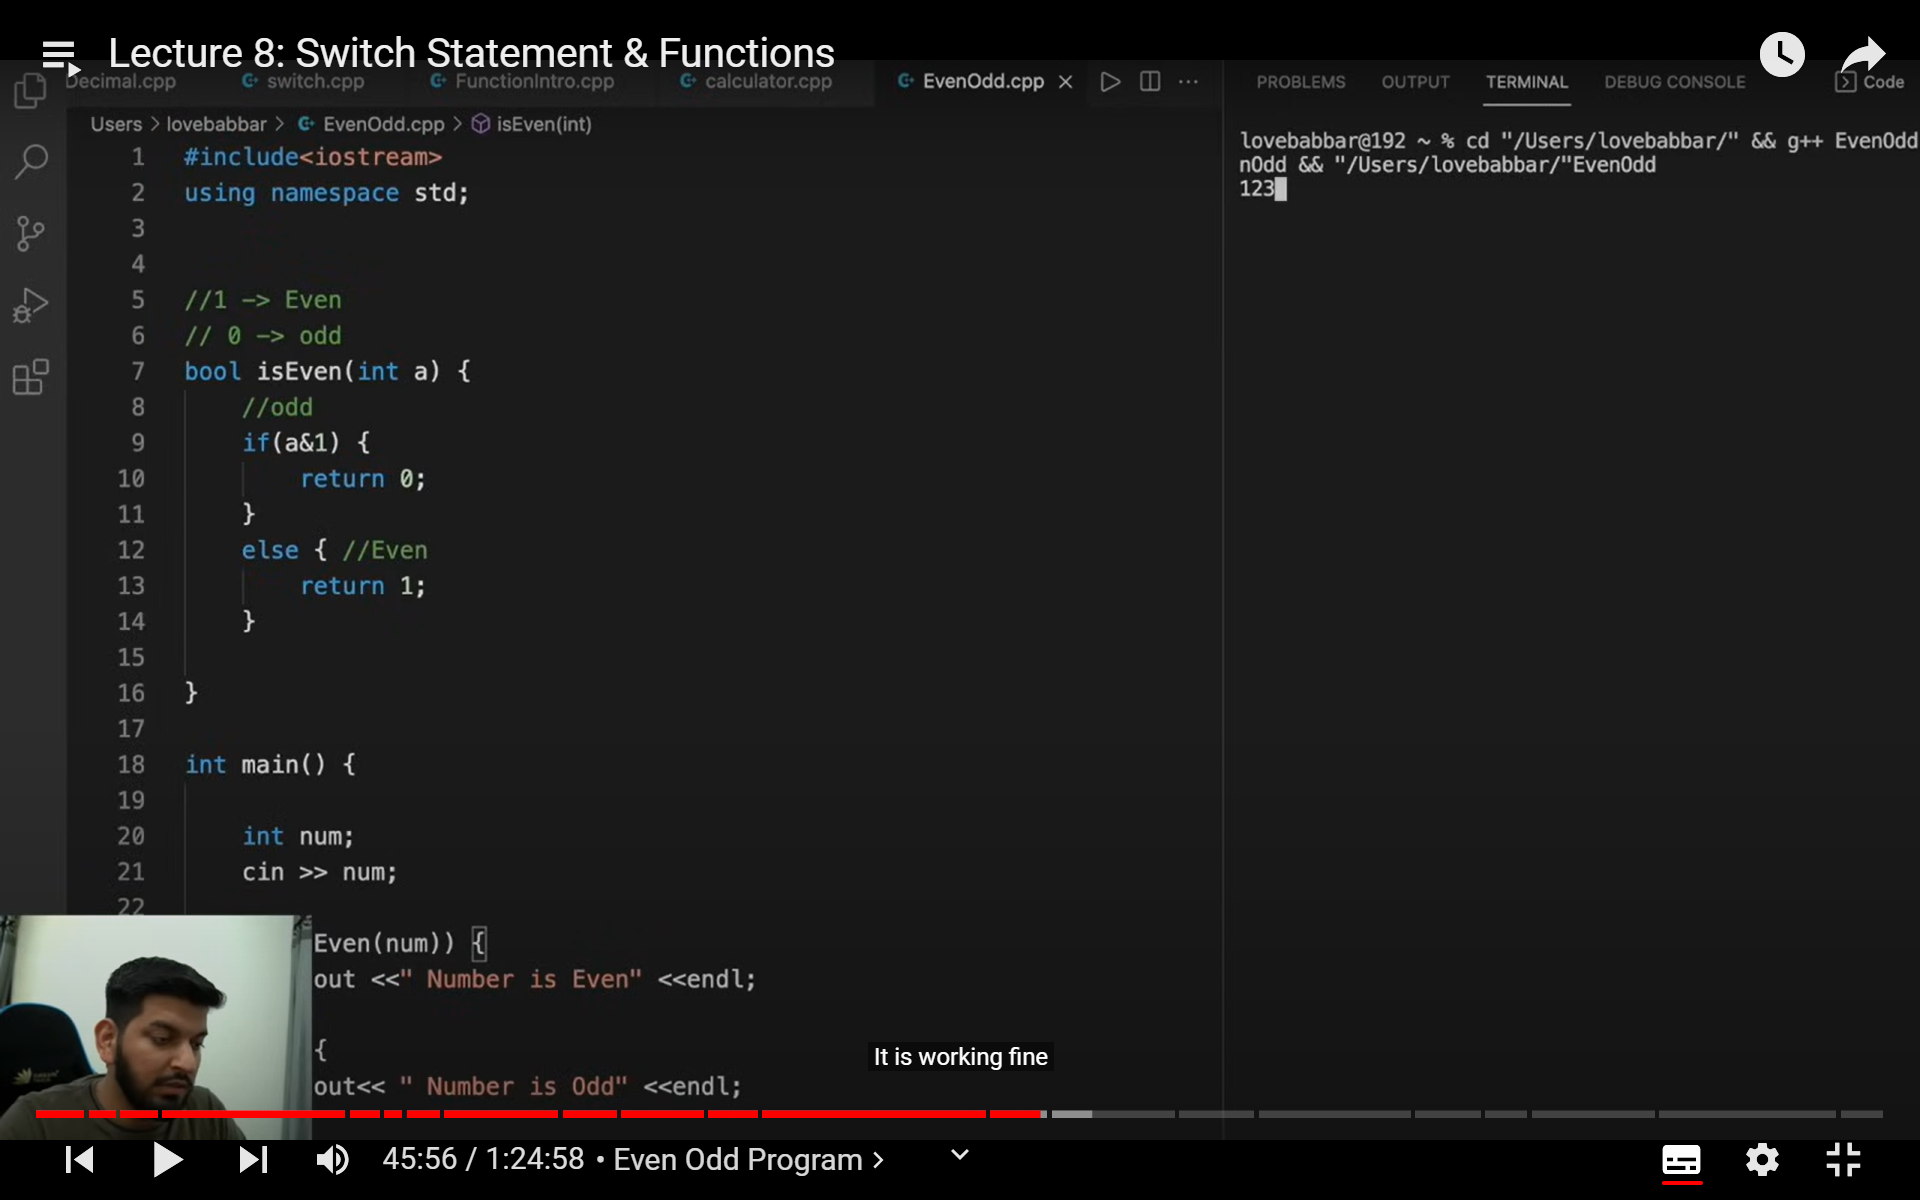 Lecture 8: Switch Statement & Functions
Decimal.cpp switch.cpp FunctionIntro.cpp calculator.cpp EvenOdd.cpp
PROBLEMS OUTPUT TERMINAL DEBUG CONSOLE Code
Users > lovebabbar > EvenOdd.cpp > isEven(int)
1 #include<iostream>
2 using namespace std;
3
4
5 //1 -> Even
6 // 0 -> odd
7 bool isEven(int a) {
8 //odd
9 if(a&1) {
10 return 0;
11 }
12 else { //Even
13 return 1;
14 }
15
16 }
17
18 int main() {
19
20 int num;
21 cin >> num;
22
Even(num)) {
out <<" Number is Even" <<endl;
{
out<< " Number is Odd" <<endl;
lovebabbar@192 ~ % cd "/Users/lovebabbar/" && g++ EvenOdd
nOdd && "/Users/lovebabbar/"EvenOdd
123
It is working fine
45:56 / 1:24:58 • Even Odd Program >